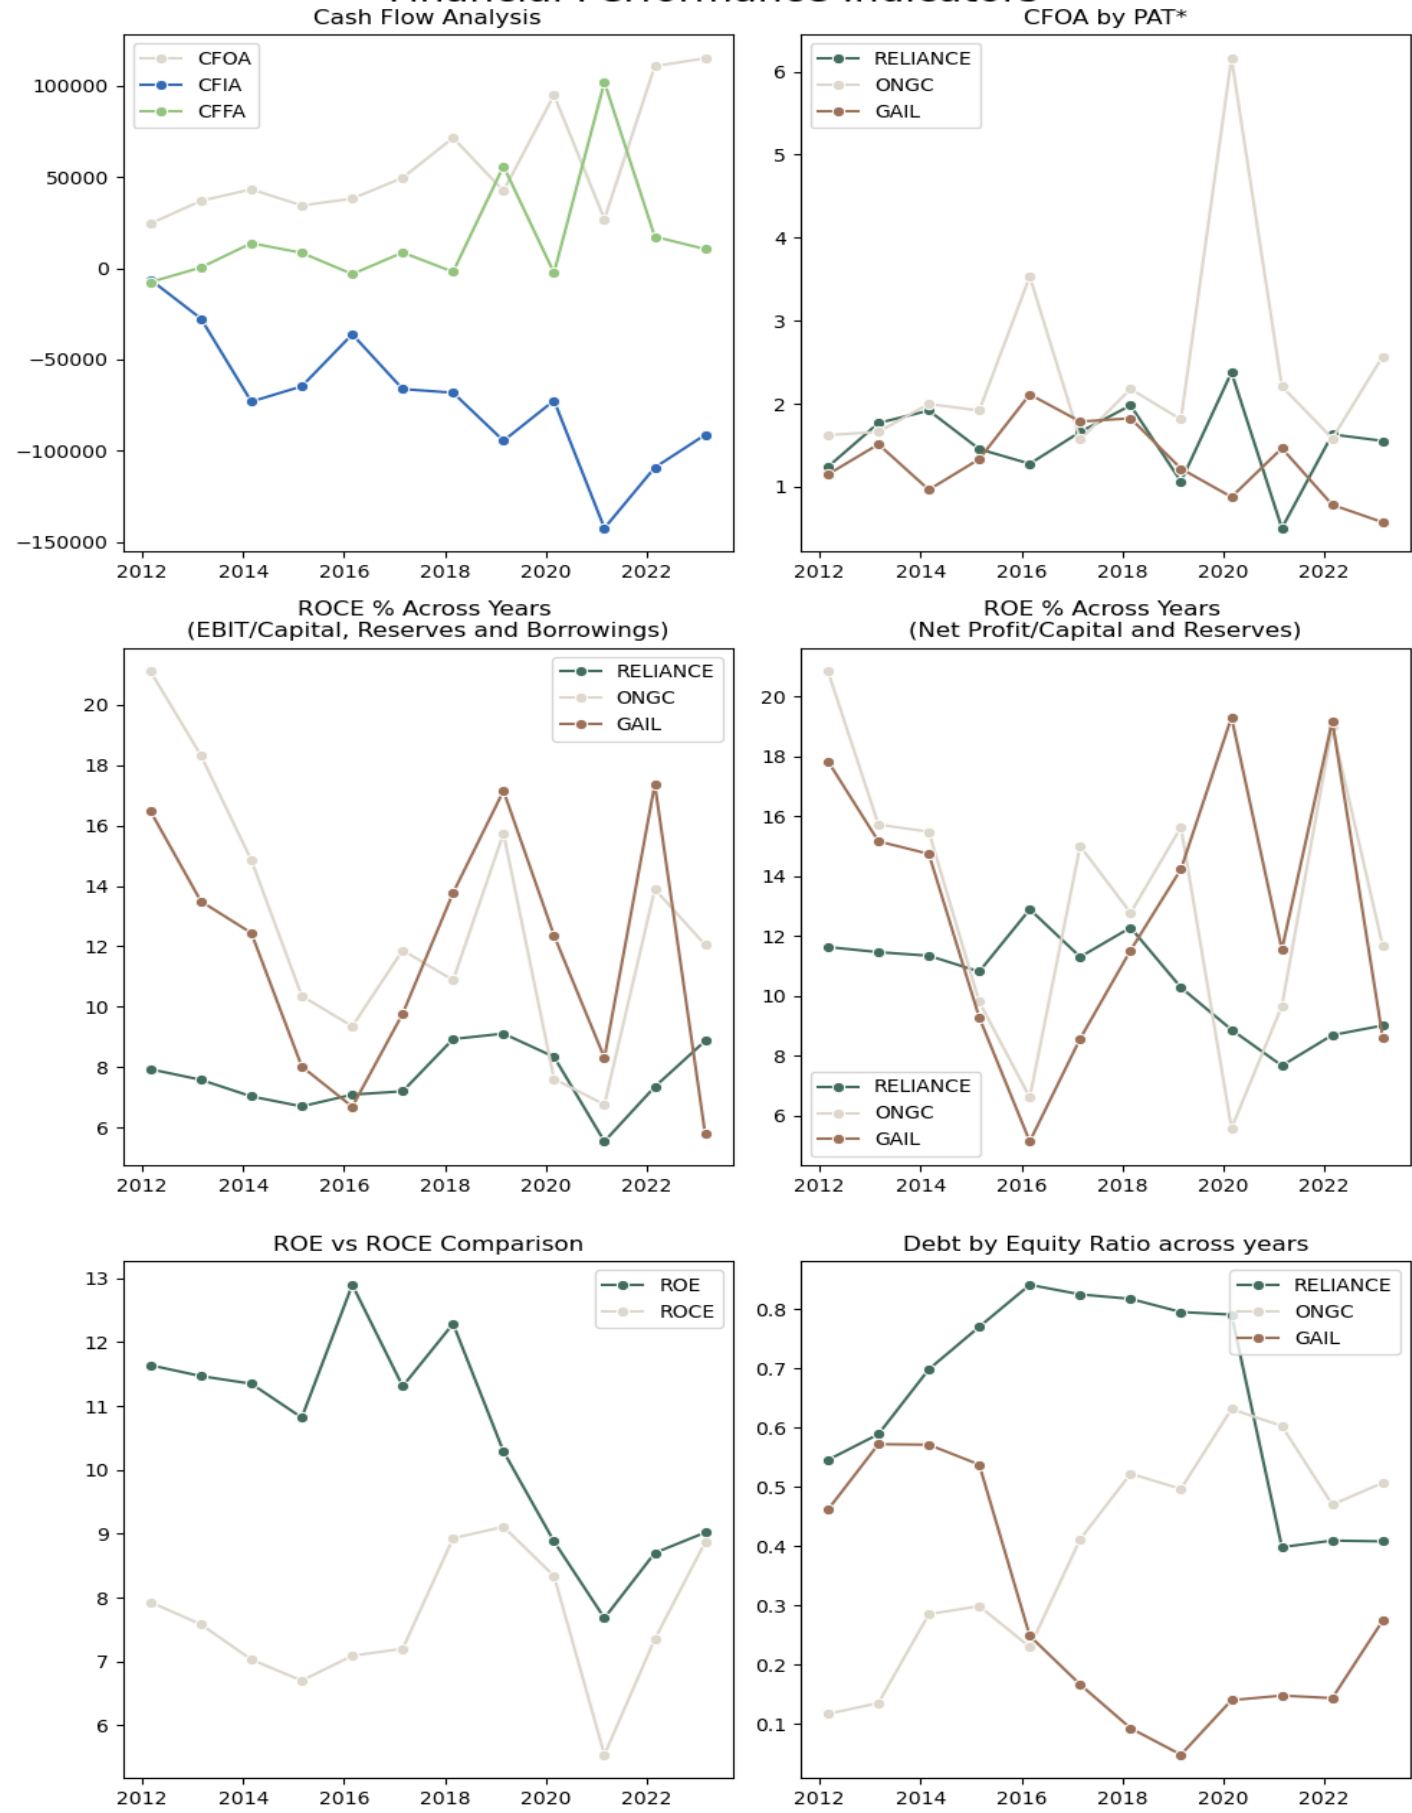 Financial Performance Indicators
Cash Flow Analysis
CFOA
CFIA
CFFA
100000
50000
0
−50000
−100000
−150000
2012 2014 2016 2018 2020 2022
CFOA by PAT*
RELIANCE
ONGC
GAIL
6
5
4
3
2
1
2012 2014 2016 2018 2020 2022
ROCE % Across Years
(EBIT/Capital, Reserves and Borrowings)
RELIANCE
ONGC
GAIL
20
18
16
14
12
10
8
6
2012 2014 2016 2018 2020 2022
ROE % Across Years
(Net Profit/Capital and Reserves)
20
18
16
14
12
10
8
6
RELIANCE
ONGC
GAIL
2012 2014 2016 2018 2020 2022
ROE vs ROCE Comparison
ROE
ROCE
13
12
11
10
9
8
7
6
2012 2014 2016 2018 2020 2022
Debt by Equity Ratio across years
RELIANCE
ONGC
GAIL
0.8
0.7
0.6
0.5
0.4
0.3
0.2
0.1
2012 2014 2016 2018 2020 2022